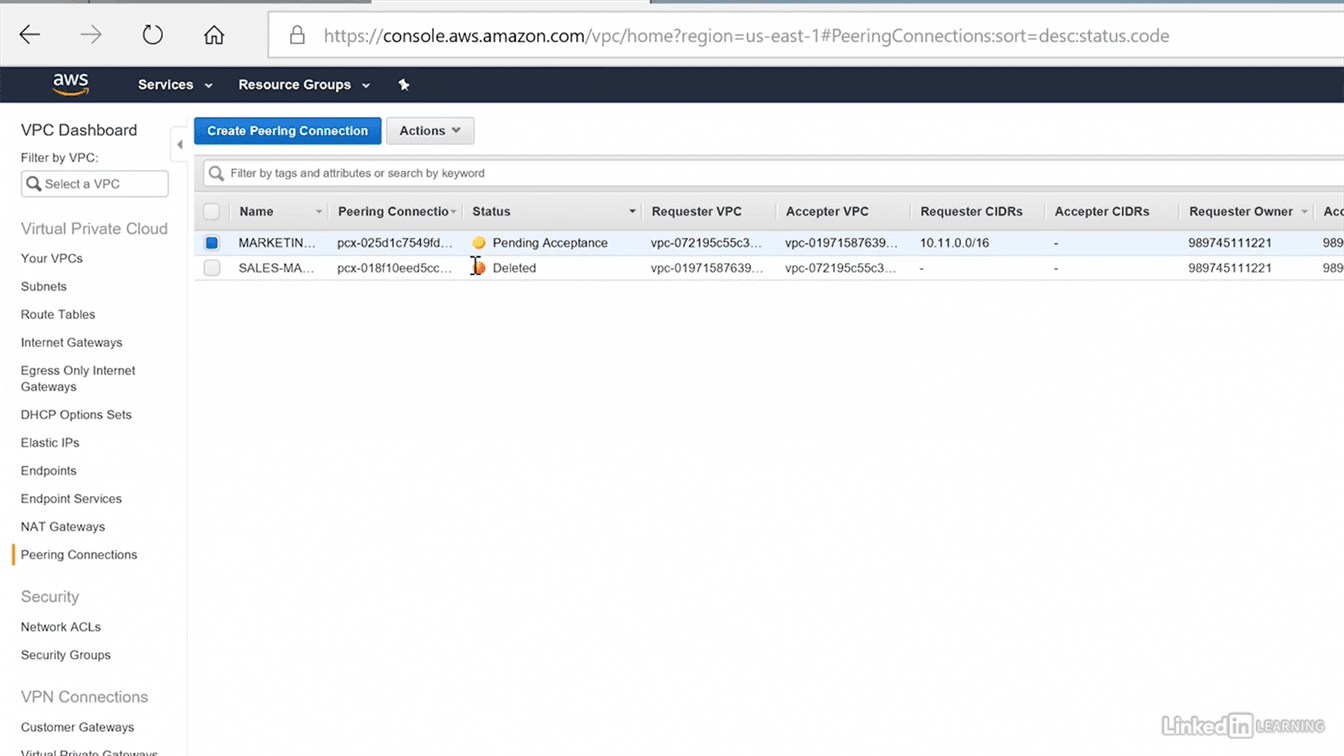 https://console.aws.amazon.com/vpc/home?region=us-east-1#PeeringConnections:sort=desc:status.code
aws Services Resource Groups
VPC Dashboard
Filter by VPC:
Select a VPC
Virtual Private Cloud
Your VPCs
Subnets
Route Tables
Internet Gateways
Egress Only Internet
Gateways
DHCP Options Sets
Elastic IPs
Endpoints
Endpoint Services
NAT Gateways
Peering Connections
Security
Network ACLs
Security Groups
VPN Connections
Customer Gateways
Virtual Private Gateways
Create Peering Connection Actions
Filter by tags and attributes or search by keyword
Name Peering Connectio Status Requester VPC Accepter VPC Requester CIDRs Accepter CIDRs Requester Owner Acc
MARKETIN... pcx-025d1c7549fd... Pending Acceptance vpc-072195c55c3... vpc-01971587639... 10.11.0.0/16 - 989745111221 989
SALES-MA... pcx-018f10eed5cc... Deleted vpc-01971587639... vpc-072195c55c3... - - 989745111221 989
LinkedIn LEARNING